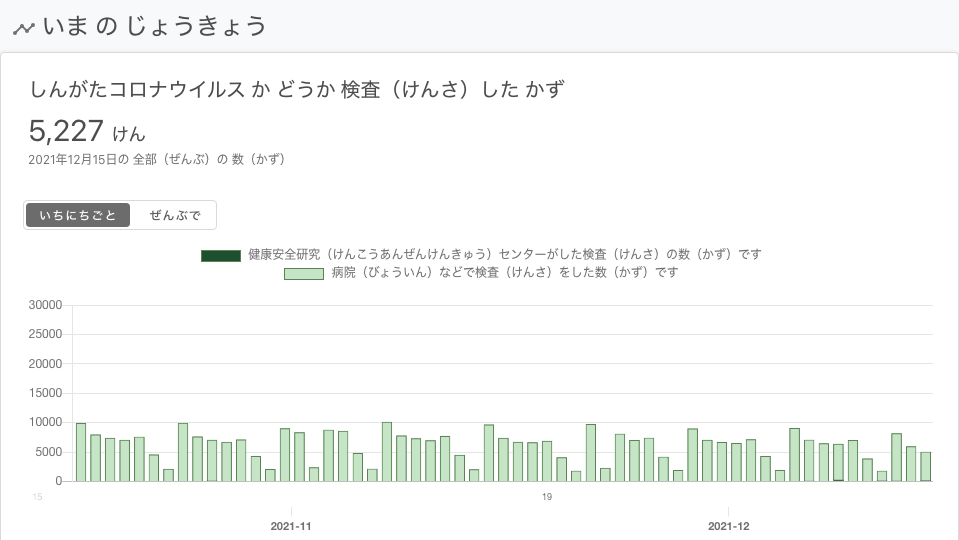 いま の じょうきょう
しんがたコロナウイルス か どうか 検査（けんさ）した かず
5,227 けん
2021年12月15日の 全部（ぜんぶ）の 数（かず）
いちにちごと ぜんぶで
健康安全研究（けんこうあんぜんけんきゅう）センターがした検査（けんさ）の数（かず）です
病院（びょういん）などで検査（けんさ）をした数（かず）です
30000
25000
20000
15000
10000
5000
0
15 19
2021-11 2021-12